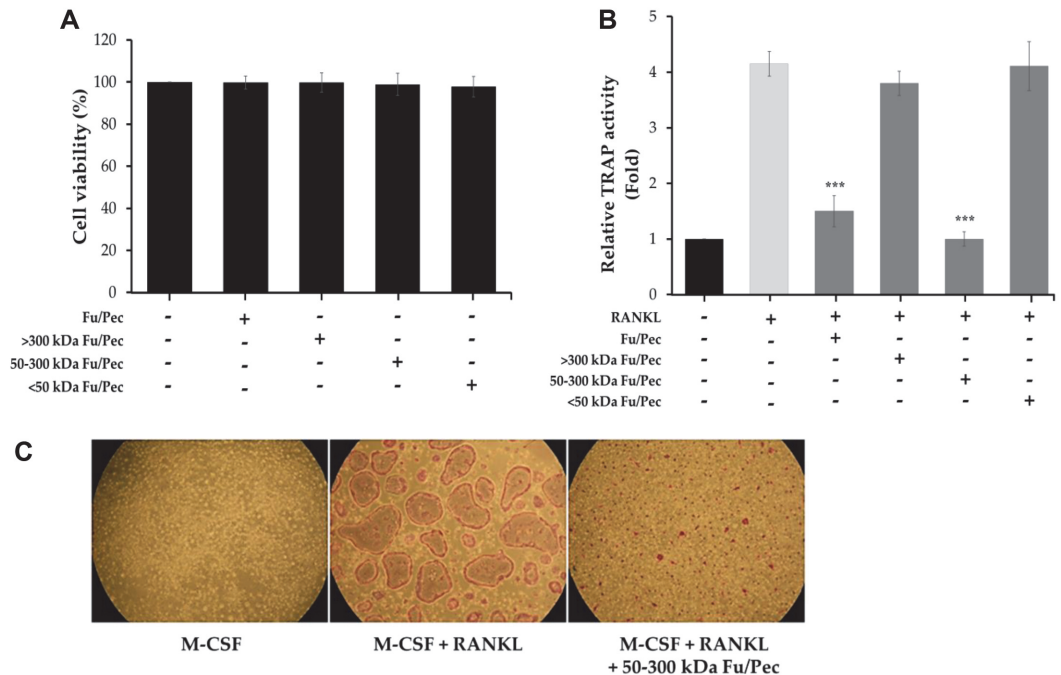 A
Cell viability (%)
120
100
80
60
40
20
0
Fu/Pec - + - - -
>300 kDa Fu/Pec - - + - -
50-300 kDa Fu/Pec - - - + -
<50 kDa Fu/Pec - - - - +
B
Relative TRAP activity
(Fold)
5
4
3
2
1
0
***
***
RANKL - + + + + +
Fu/Pec - - + - - -
>300 kDa Fu/Pec - - - + - -
50-300 kDa Fu/Pec - - - - + -
<50 kDa Fu/Pec - - - - - +
C
M-CSF
M-CSF + RANKL
M-CSF + RANKL
+ 50-300 kDa Fu/Pec